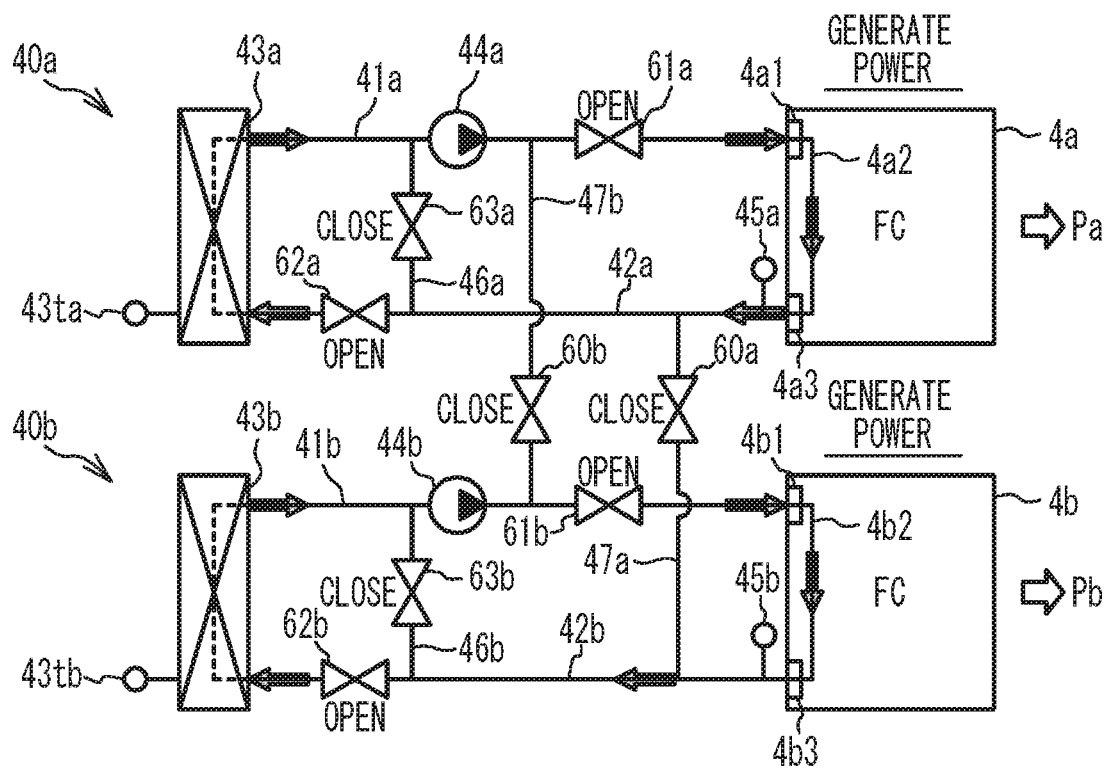 40a
43a
41a
44a
61a
OPEN
4a1
GENERATE
POWER
4a
4a2
FC
Pa
CLOSE
63a
47b
45a
62a
46a
42a
43ta
OPEN
60b
60a
4a3
CLOSE
CLOSE
GENERATE
POWER
40b
43b
41b
44b
OPEN
4b1
4b
61b
4b2
FC
Pb
CLOSE
63b
47a
45b
62b
46b
42b
43tb
OPEN
4b3